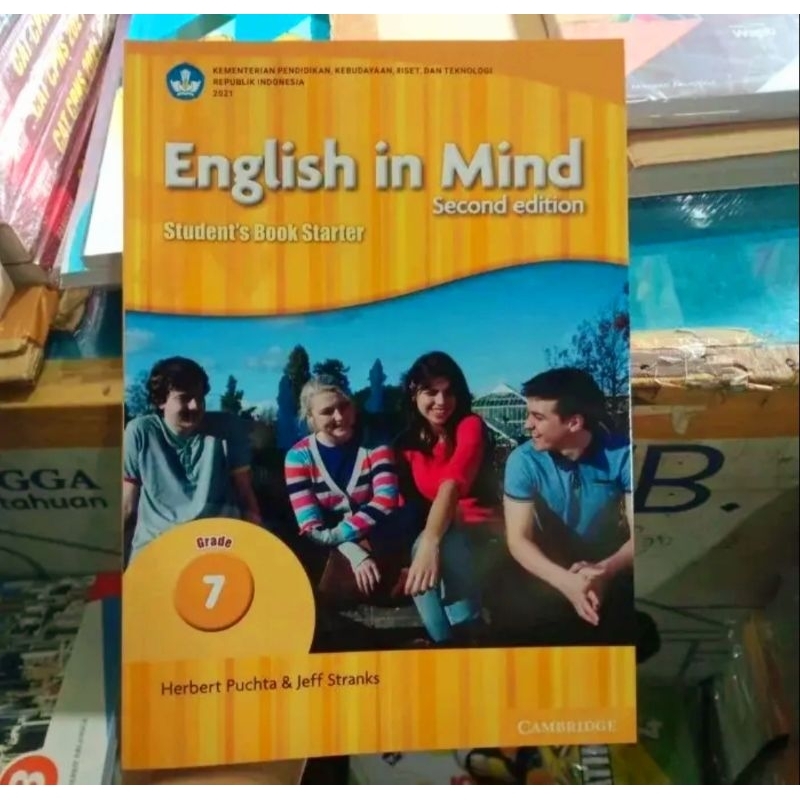 KEMENTERIAN PENDIDIKAN, KEBUDAYAAN, RISET, DAN TEKNOLOGI
REPUBLIK INDONESIA
2021
English in Mind
Second edition
Student's Book Starter
GGA
tahuan
B.
Grade
7
Herbert Puchta & Jeff Stranks
CAMBRIDGE
3